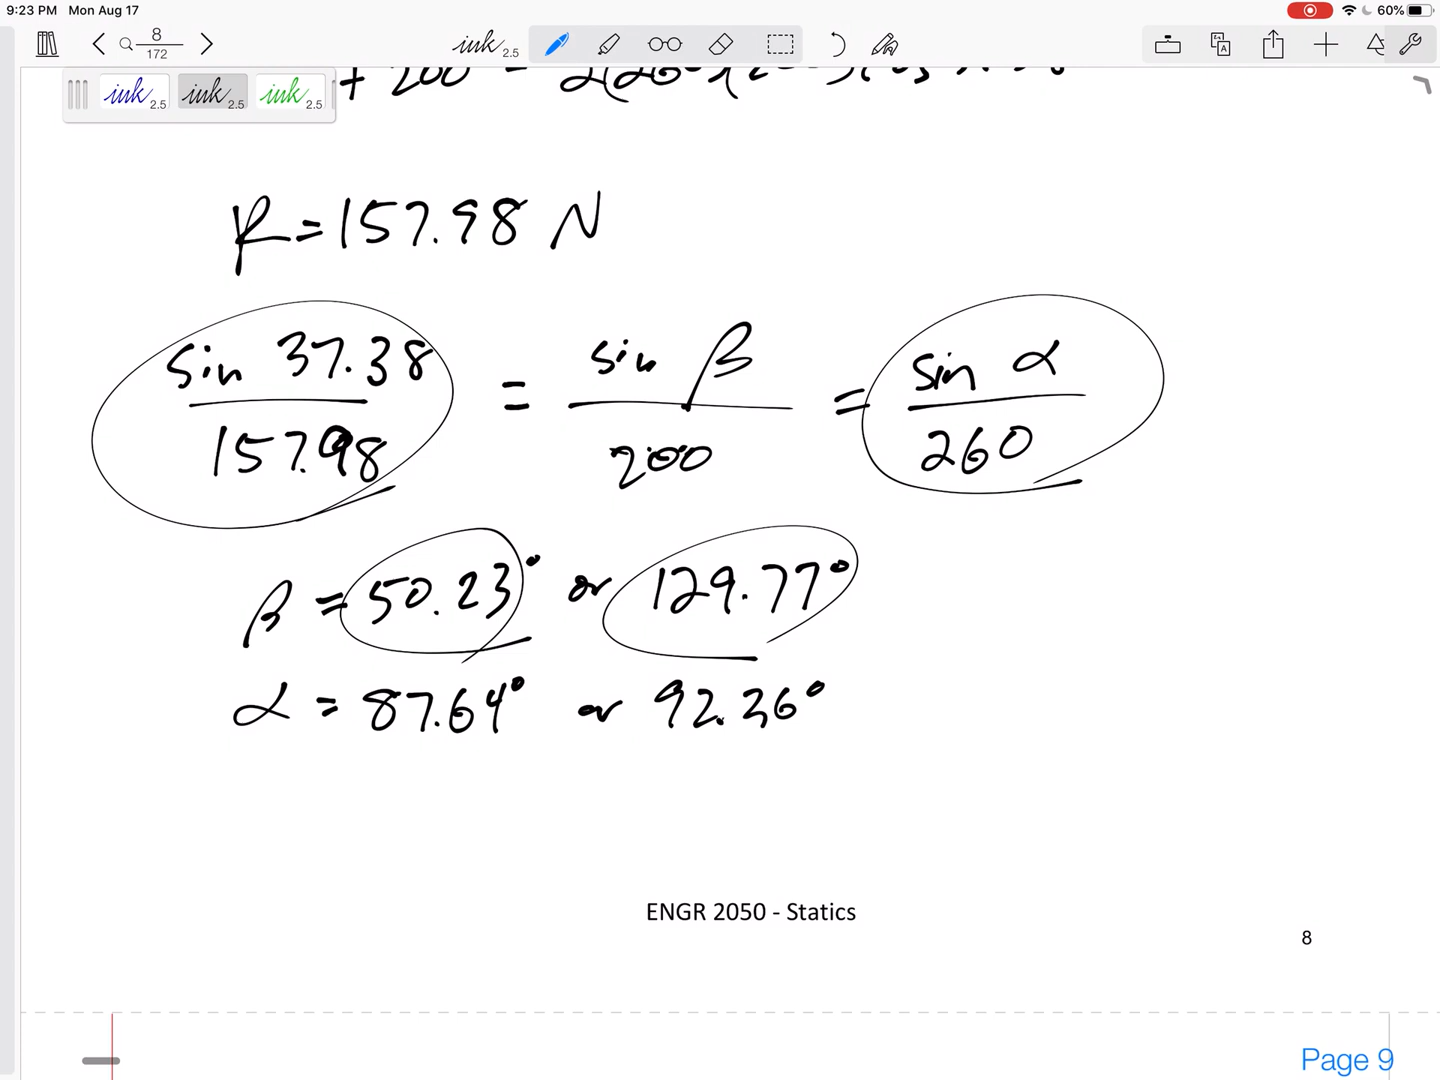 9:23 PM Mon Aug 17
60%
8
172
ink 2.5
ink 2.5 ink 2.5 ink 2.5
+ 200
R = 157.98 N
sin 37.38 / 157.98 = sin β / 200 = sin α / 260
β = 50.23° or 129.77°
α = 87.64° or 92.36°
ENGR 2050 - Statics
8
Page 9